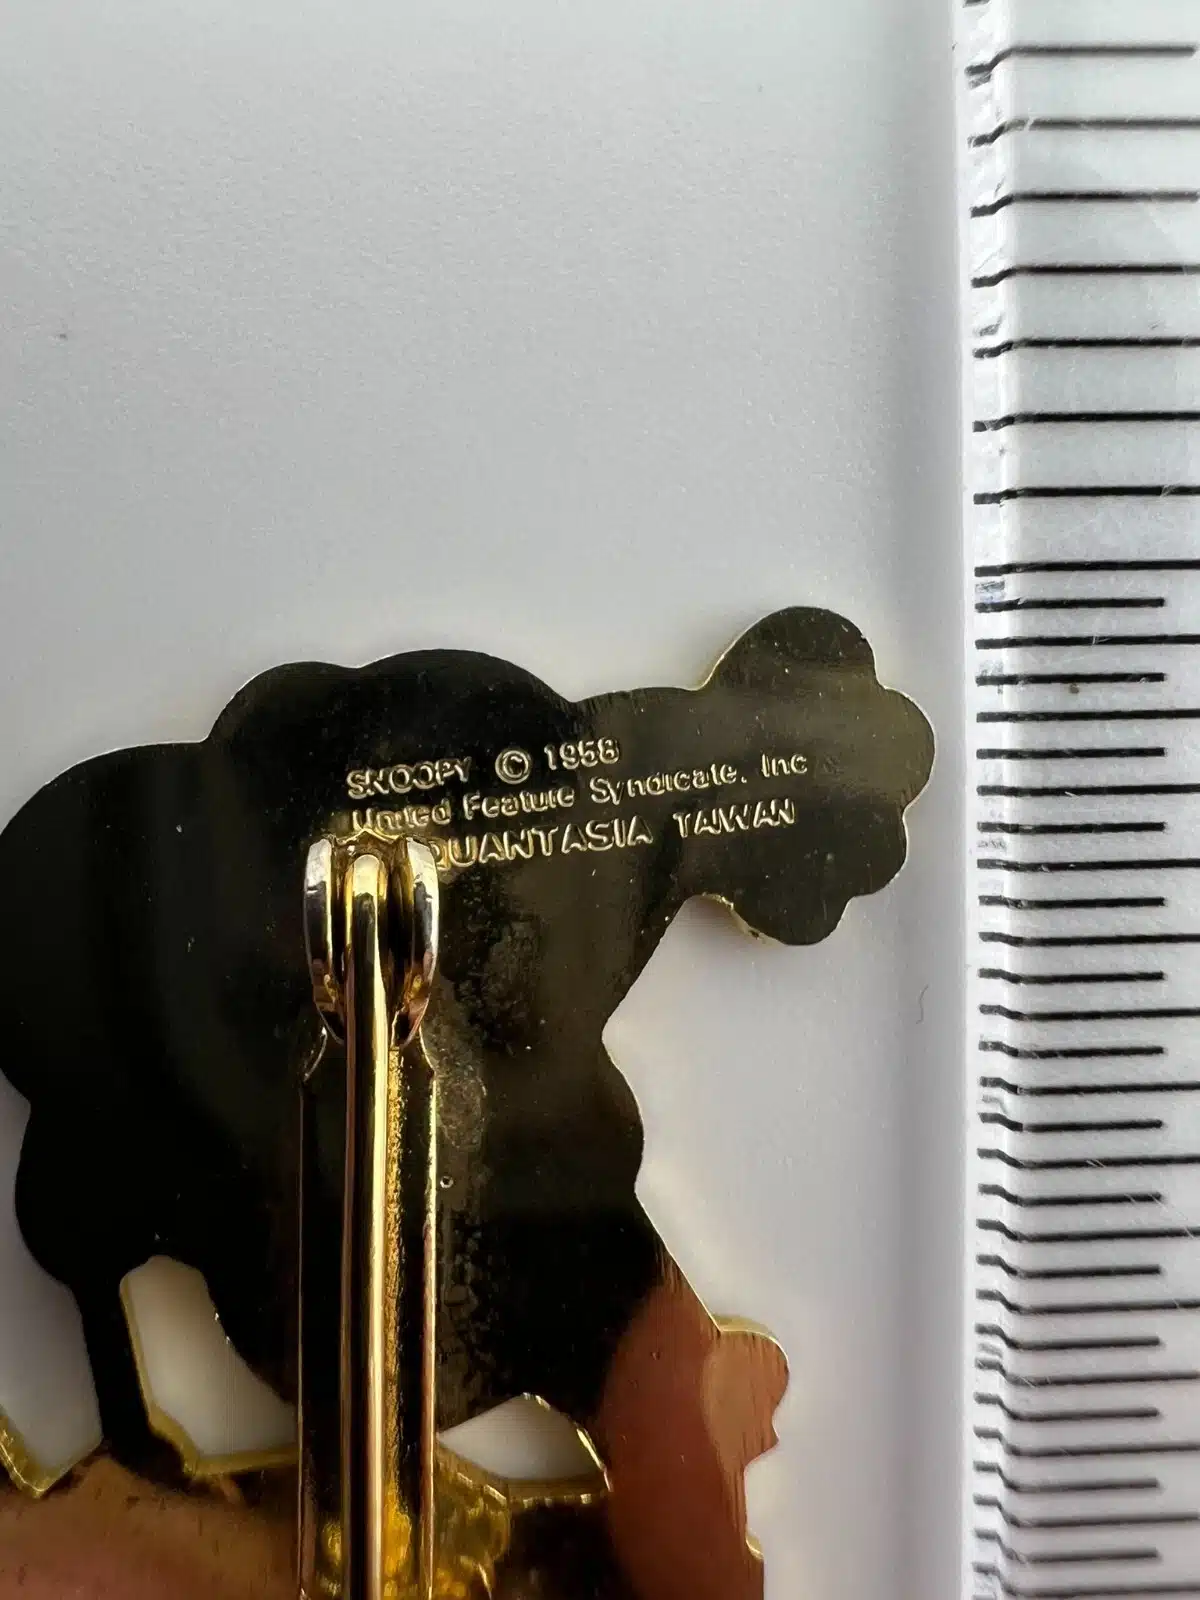 SNOOPY © 1958
United Feature Syndicate. Inc
QUANTASIA TAIWAN